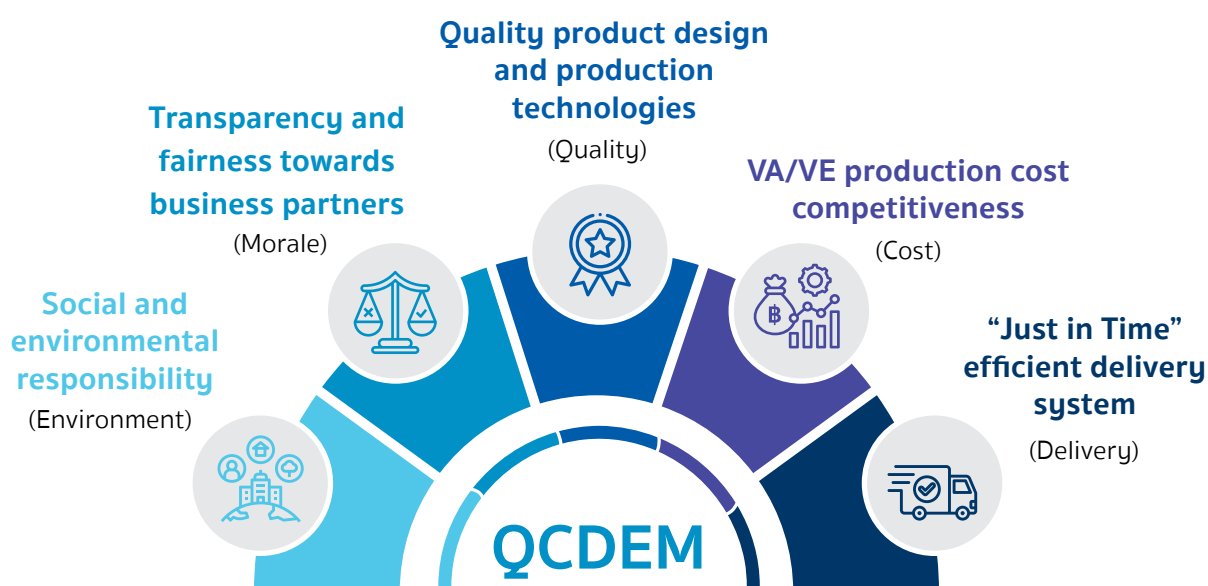 Quality product design
and production
technologies
(Quality)
Transparency and
fairness towards
business partners
(Morale)
VA/VE production cost
competitiveness
(Cost)
Social and
environmental
responsibility
(Environment)
“Just in Time”
efficient delivery
system
(Delivery)
฿
QCDEM